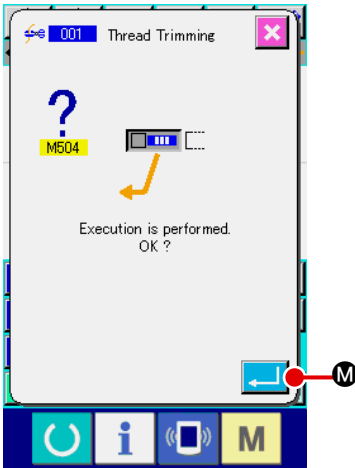 001 Thread Trimming
?
M504
Execution is performed.
OK ?
M
i M